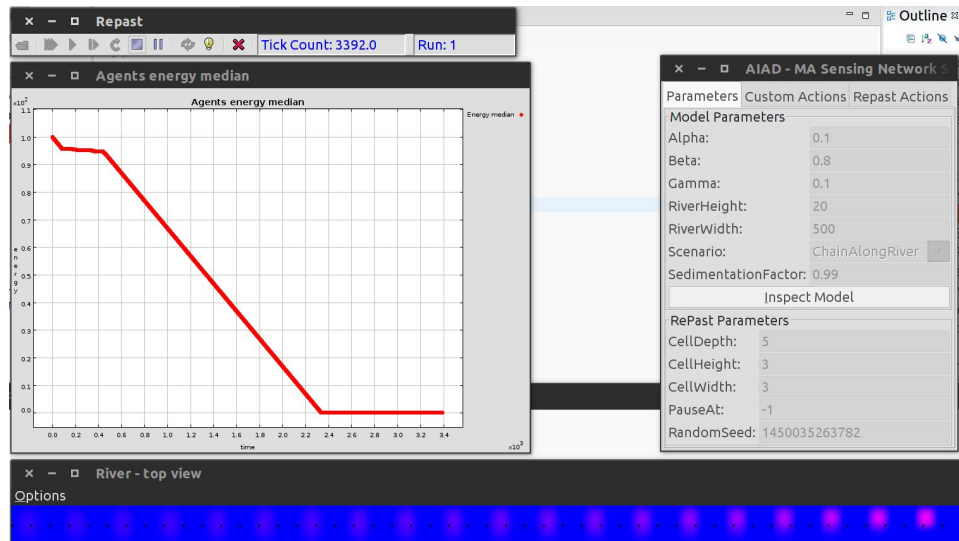 Repast
Tick Count: 3392.0
Run: 1
Outline
Agents energy median
Agents energy median
x10²
1.1
1.0
0.9
0.8
0.7
0.6
0.5
0.4
0.3
0.2
0.1
0.0
energy
0.0 0.2 0.4 0.6 0.8 1.0 1.2 1.4 1.6 1.8 2.0 2.2 2.4 2.6 2.8 3.0 3.2 3.4
time
x10³
Energy median
AIAD - MA Sensing Network S
Parameters Custom Actions Repast Actions
Model Parameters
Alpha: 0.1
Beta: 0.8
Gamma: 0.1
RiverHeight: 20
RiverWidth: 500
Scenario: ChainAlongRiver
SedimentationFactor: 0.99
Inspect Model
RePast Parameters
CellDepth: 5
CellHeight: 3
CellWidth: 3
PauseAt: -1
RandomSeed: 1450035263782
River - top view
Options